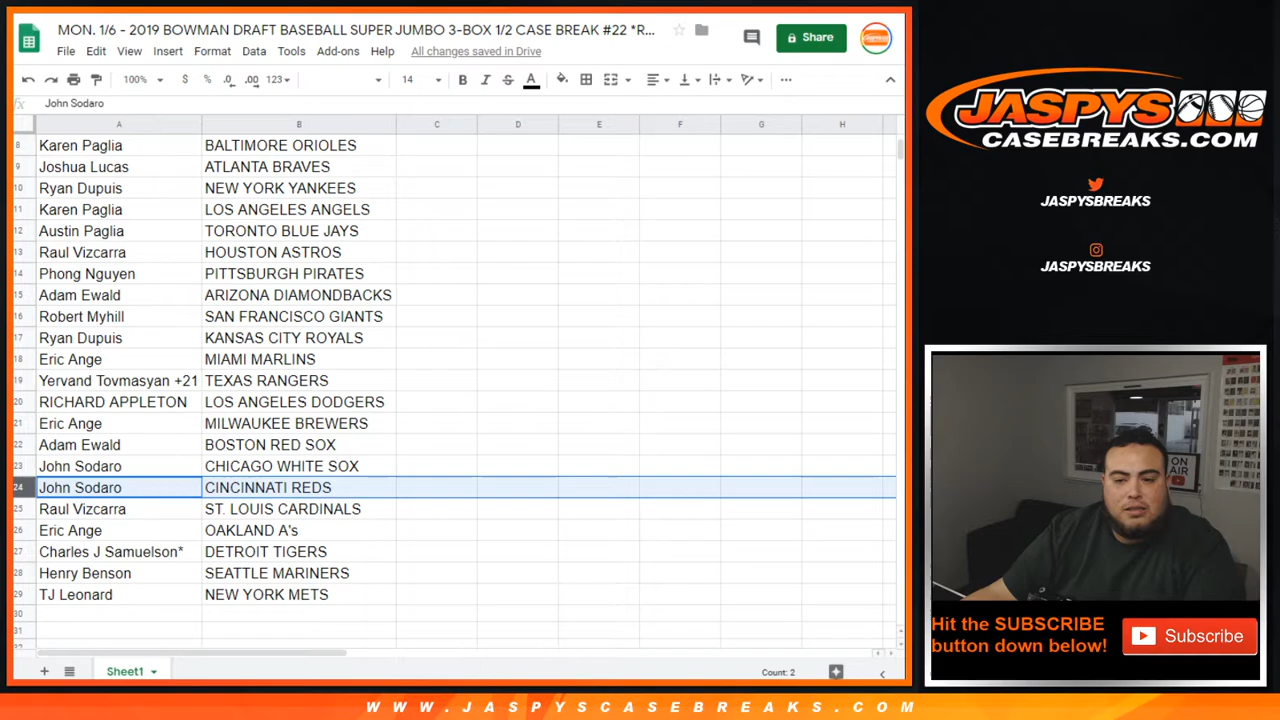 MON. 1/6 - 2019 BOWMAN DRAFT BASEBALL SUPER JUMBO 3-BOX 1/2 CASE BREAK #22 *R...
Share
File Edit View Insert Format Data Tools Add-ons Help All changes saved in Drive
100% $ % .0 .00 123 14 B I S A
fx John Sodaro
A B C D E F G H
8 Karen Paglia BALTIMORE ORIOLES
9 Joshua Lucas ATLANTA BRAVES
10 Ryan Dupuis NEW YORK YANKEES
11 Karen Paglia LOS ANGELES ANGELS
12 Austin Paglia TORONTO BLUE JAYS
13 Raul Vizcarra HOUSTON ASTROS
14 Phong Nguyen PITTSBURGH PIRATES
15 Adam Ewald ARIZONA DIAMONDBACKS
16 Robert Myhill SAN FRANCISCO GIANTS
17 Ryan Dupuis KANSAS CITY ROYALS
18 Eric Ange MIAMI MARLINS
19 Yervand Tovmasyan +21 TEXAS RANGERS
20 RICHARD APPLETON LOS ANGELES DODGERS
21 Eric Ange MILWAUKEE BREWERS
22 Adam Ewald BOSTON RED SOX
23 John Sodaro CHICAGO WHITE SOX
24 John Sodaro CINCINNATI REDS
25 Raul Vizcarra ST. LOUIS CARDINALS
26 Eric Ange OAKLAND A's
27 Charles J Samuelson* DETROIT TIGERS
28 Henry Benson SEATTLE MARINERS
29 TJ Leonard NEW YORK METS
30
31
32
Sheet1
Count: 2
JASPYS
CASEBREAKS.COM
JASPYSBREAKS
JASPYSBREAKS
ON
AIR
Hit the SUBSCRIBE
button down below!
Subscribe
WWW.JASPYSCASEBREAKS.COM